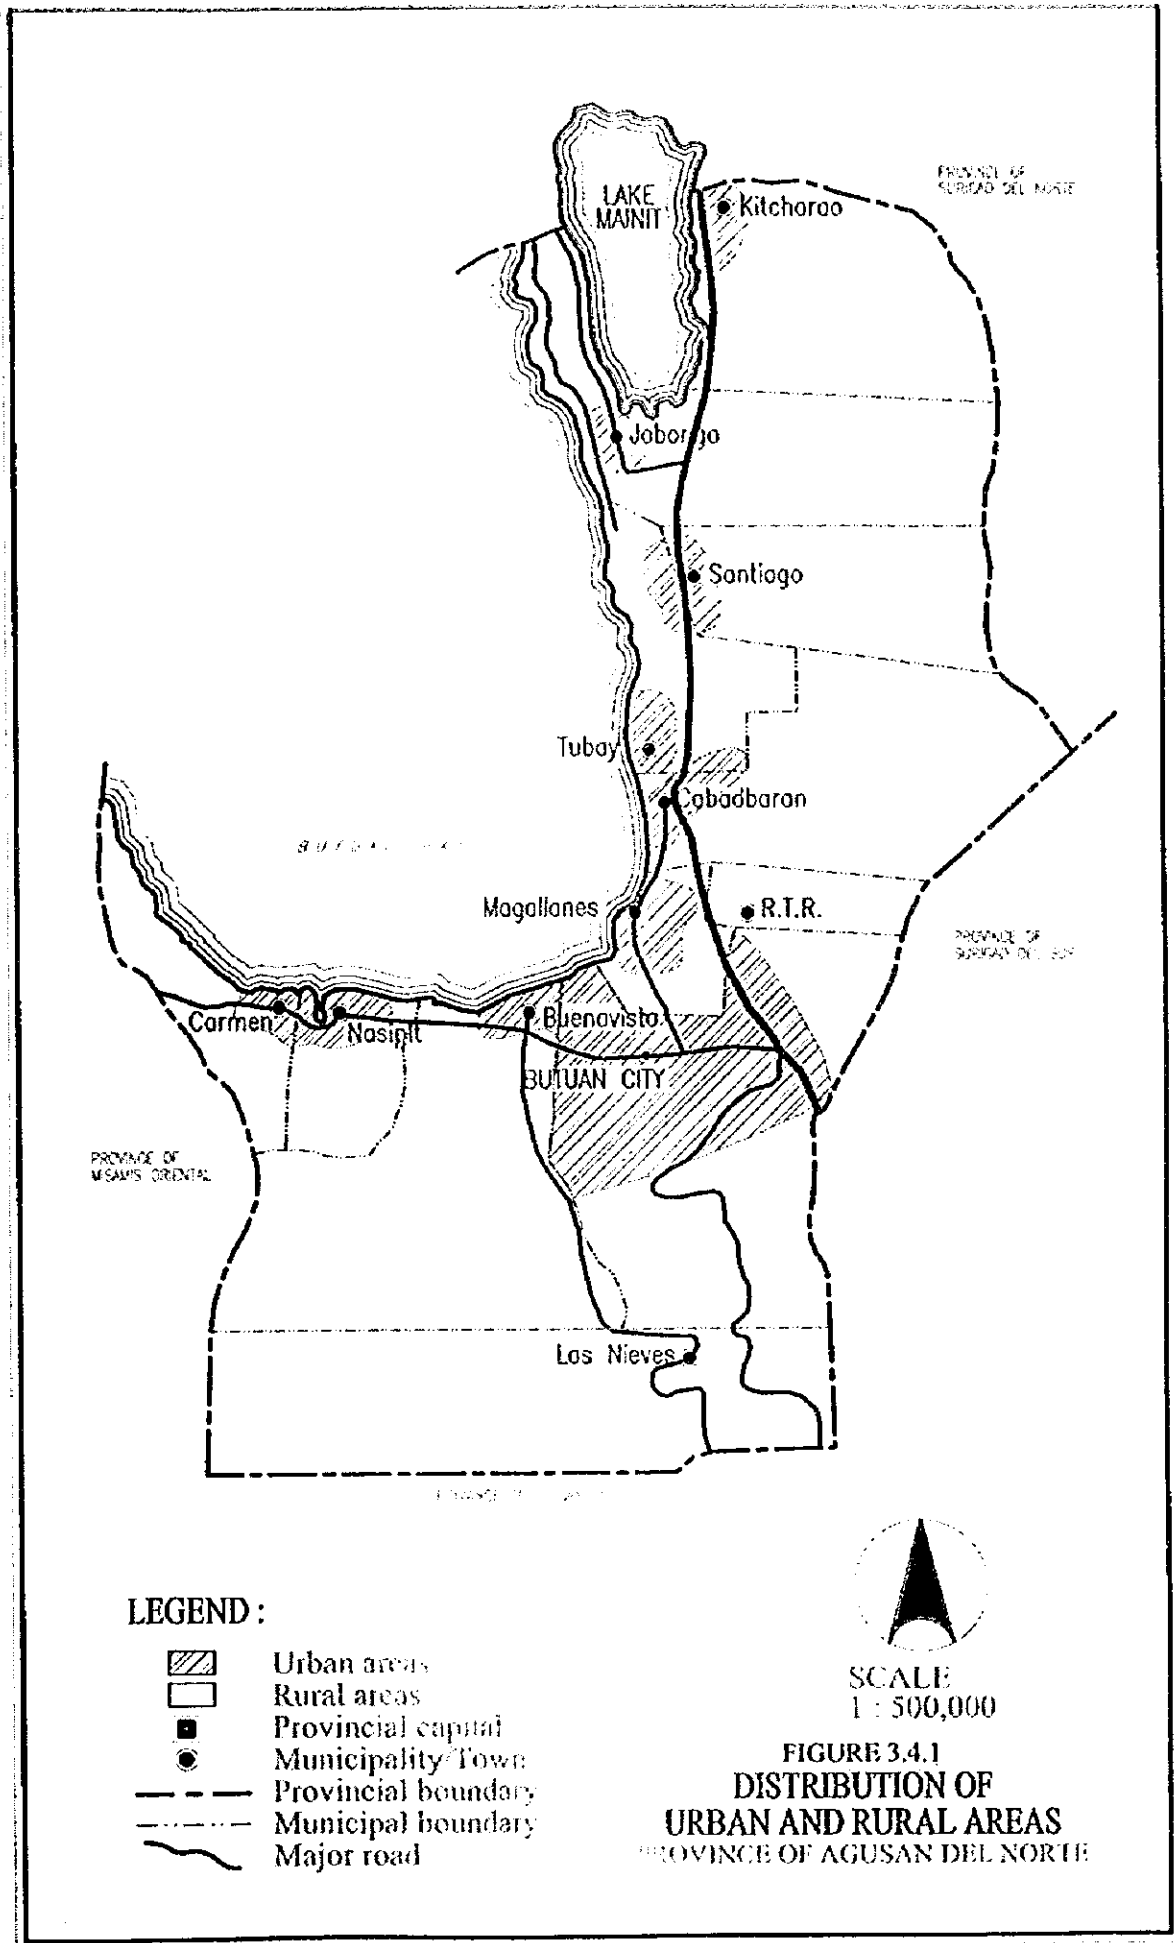 LAKE
MAINIT
PROVINCE OF
SURIGAO DEL NORTE
Kitcharao
Jabonga
Santiago
Tubay
Cabadbaran
Magallanes
R.T.R.
PROVINCE OF
SURIGAO DEL SUR
Carmen
Nasipit
Buenavista
BUTUAN CITY
PROVINCE OF
MISAMIS ORIENTAL
Las Nieves
LEGEND :
Urban areas
Rural areas
Provincial capital
Municipality/Town
Provincial boundary
Municipal boundary
Major road
SCALE
1 : 500,000
FIGURE 3.4.1
DISTRIBUTION OF
URBAN AND RURAL AREAS
PROVINCE OF AGUSAN DEL NORTE